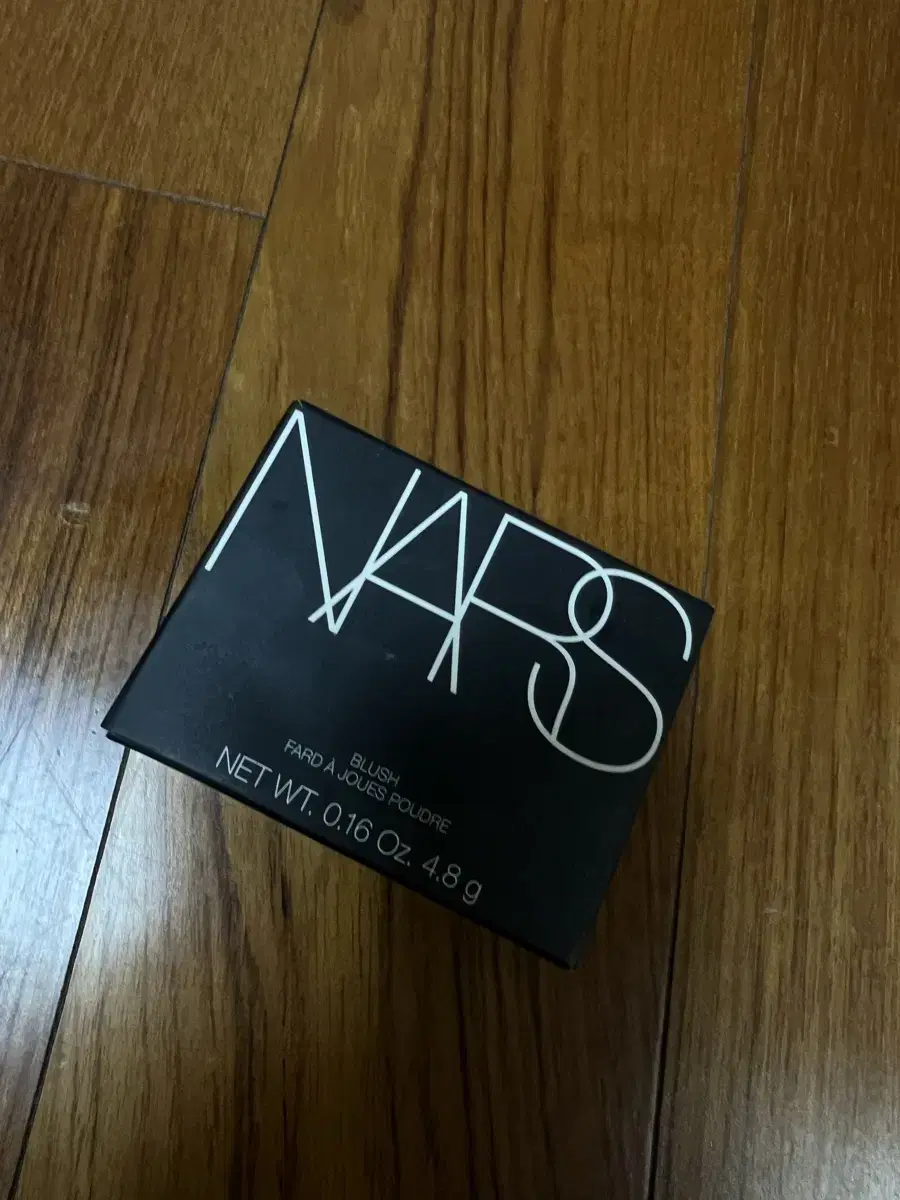 NARS
BLUSH
FARD A JOUES POUDRE
NET WT. 0.16 Oz. 4.8 g